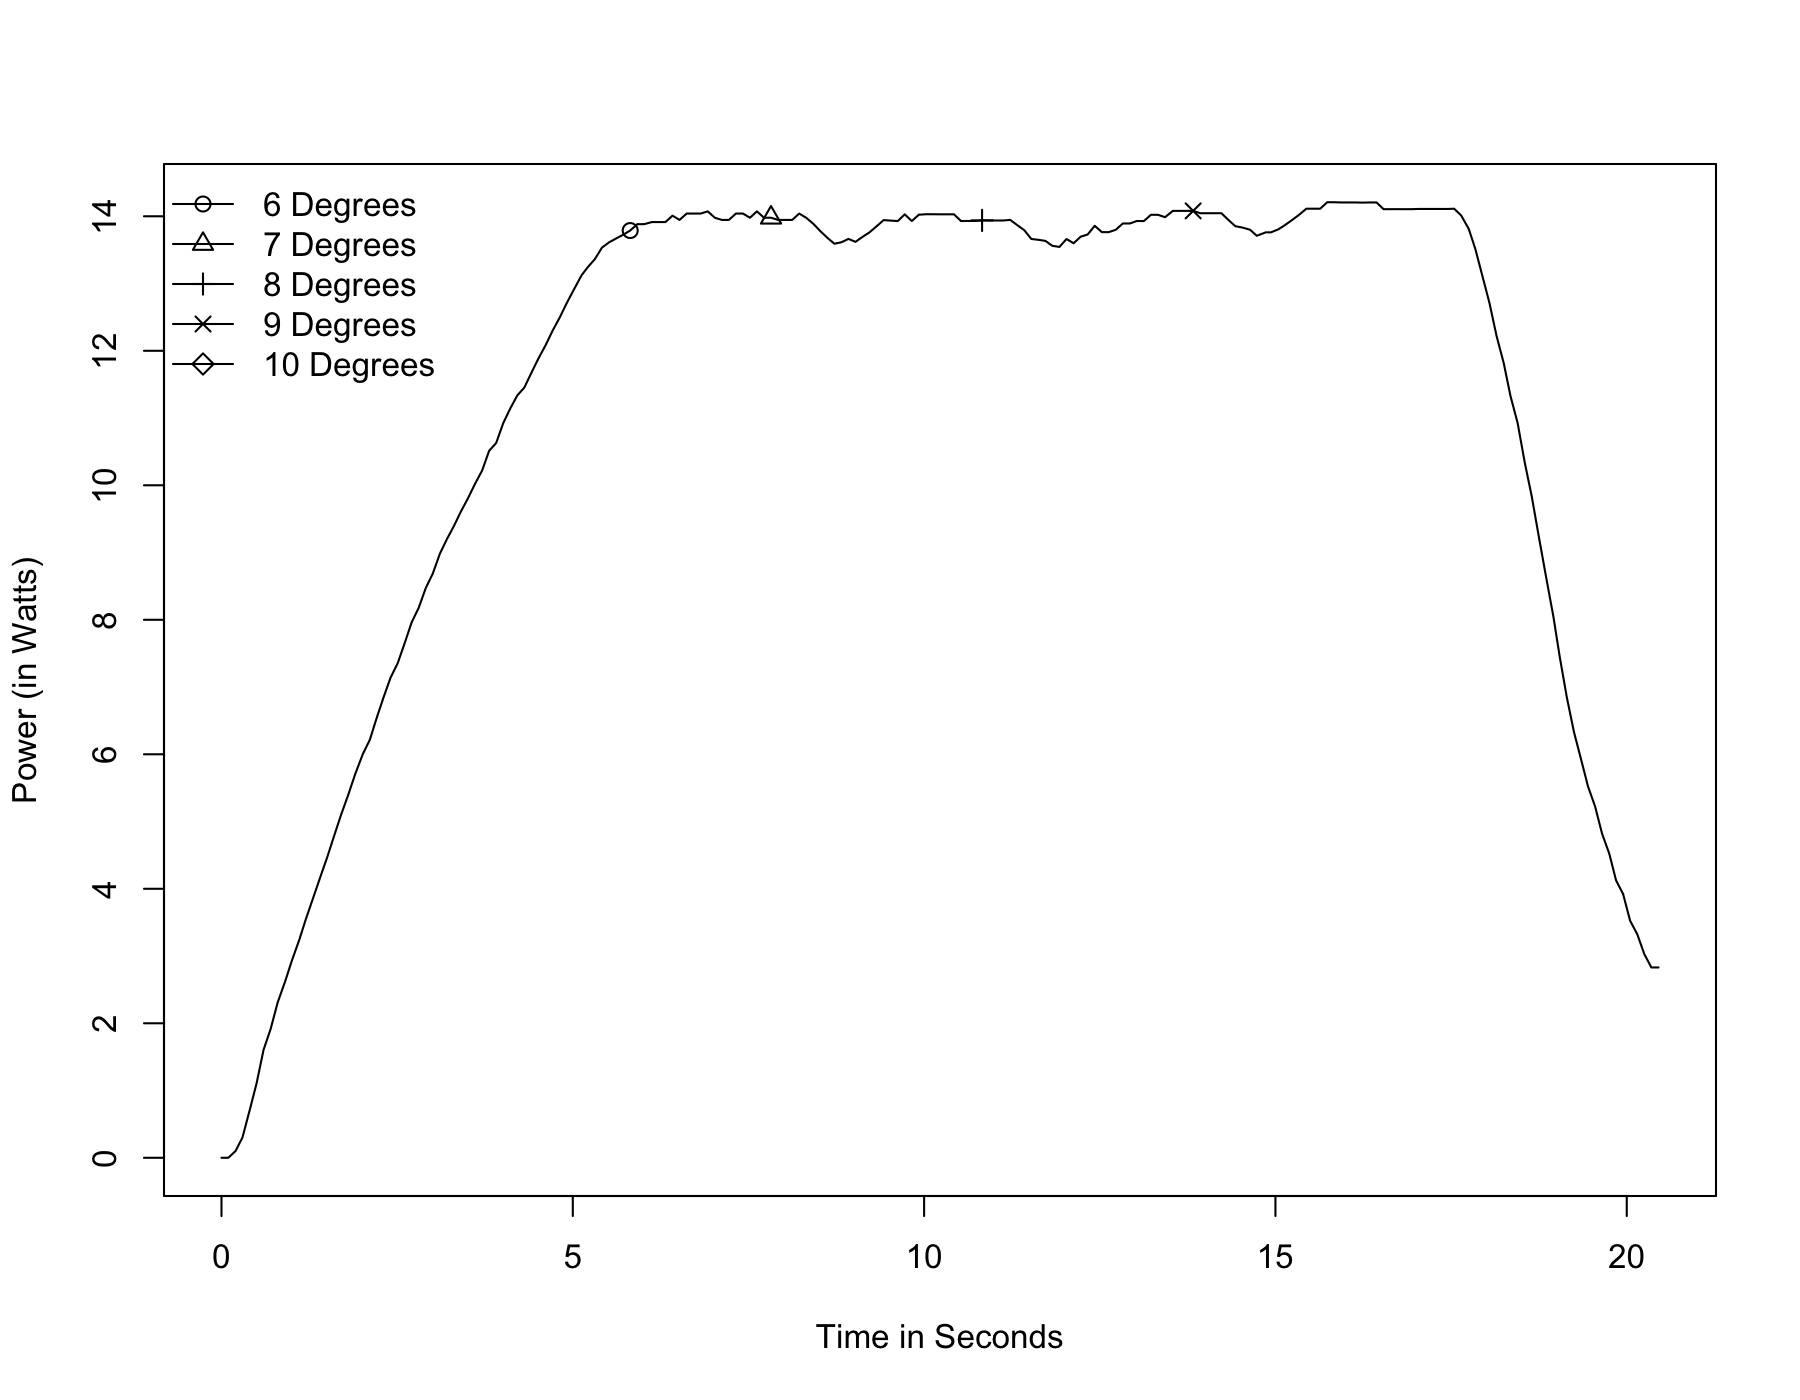 6 Degrees
7 Degrees
8 Degrees
9 Degrees
10 Degrees
14
12
10
8
6
4
2
0
Power (in Watts)
0 5 10 15 20
Time in Seconds